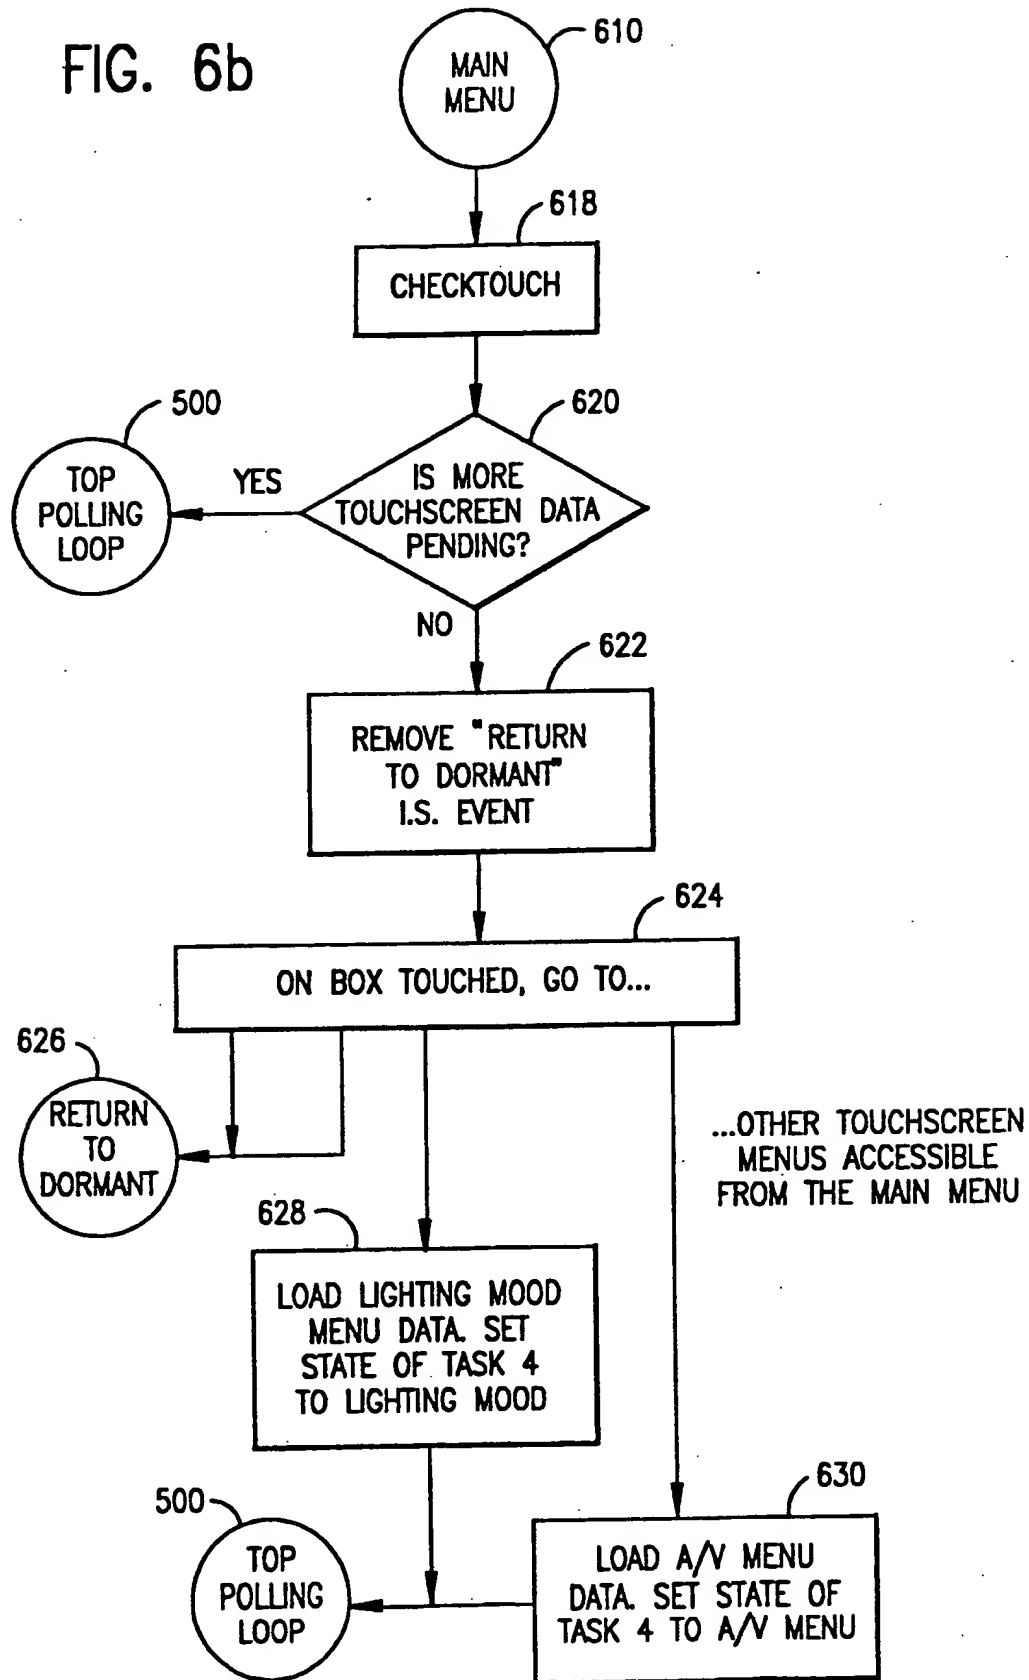 FIG. 6b
610
MAIN
MENU
618
CHECKTOUCH
620
500
TOP
POLLING
LOOP
YES
IS MORE
TOUCHSCREEN DATA
PENDING?
NO
622
REMOVE "RETURN
TO DORMANT"
I.S. EVENT
624
ON BOX TOUCHED, GO TO...
626
RETURN
TO
DORMANT
...OTHER TOUCHSCREEN
MENUS ACCESSIBLE
FROM THE MAIN MENU
628
LOAD LIGHTING MOOD
MENU DATA. SET
STATE OF TASK 4
TO LIGHTING MOOD
500
TOP
POLLING
LOOP
630
LOAD A/V MENU
DATA. SET STATE OF
TASK 4 TO A/V MENU